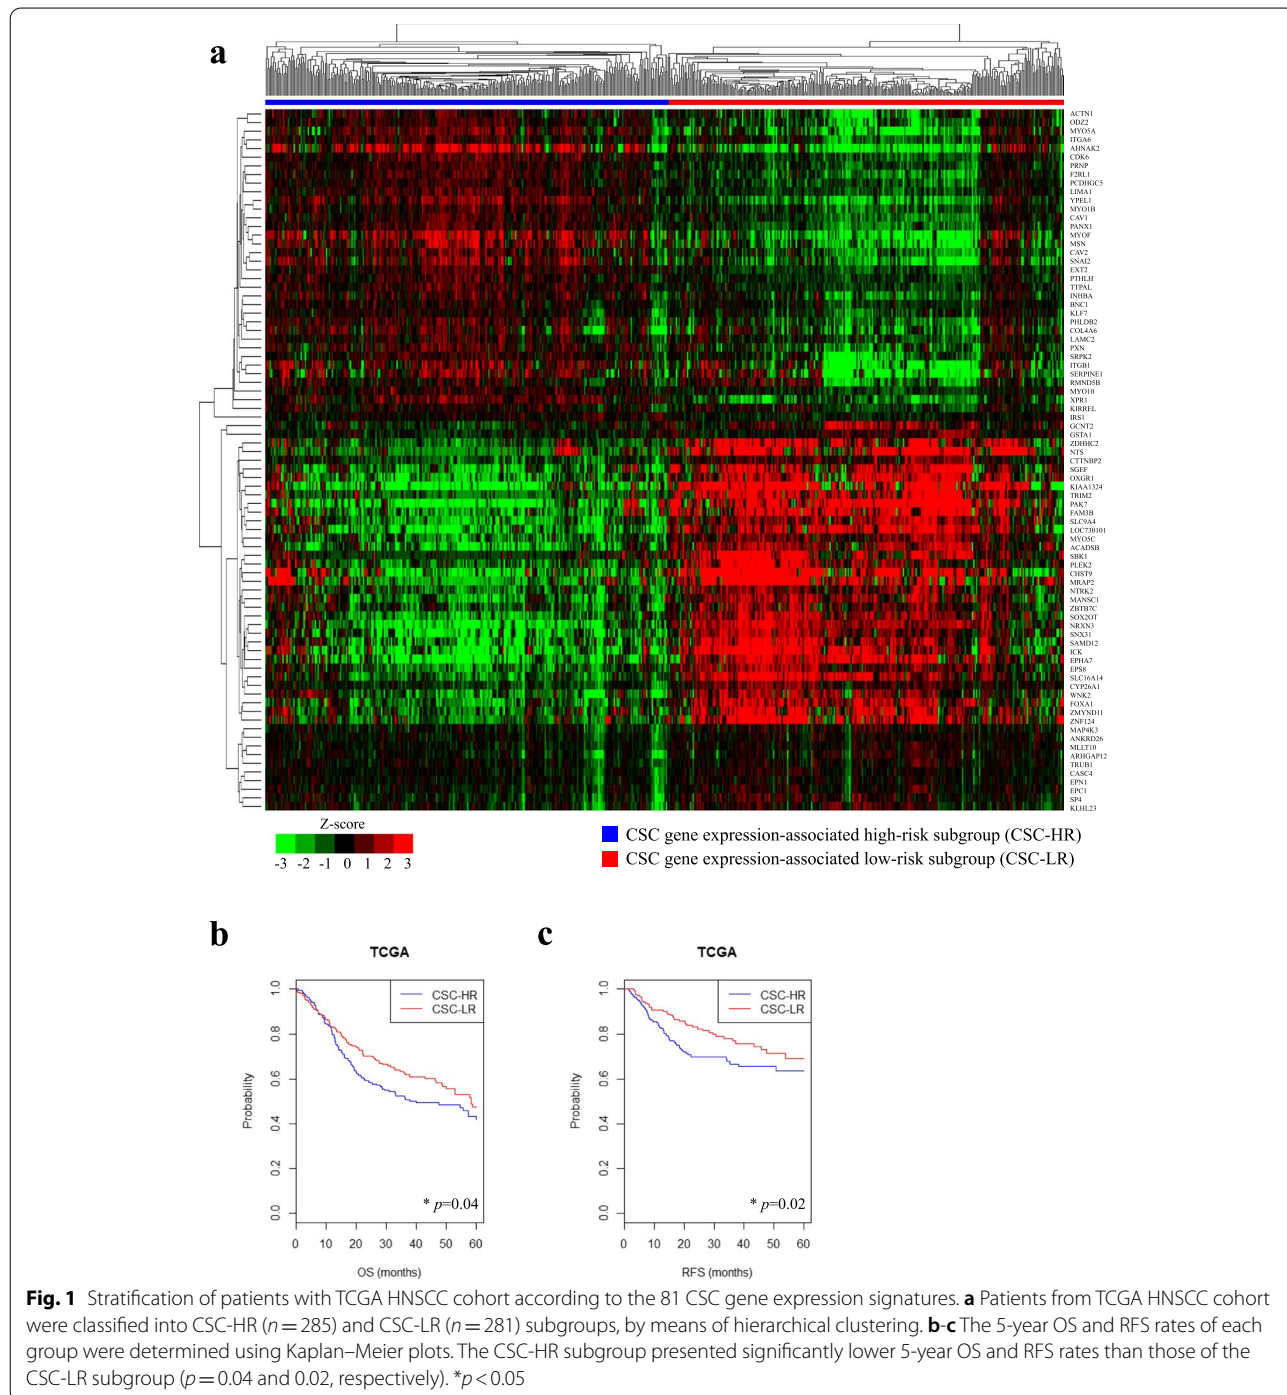 a
ACTN1
ODZ2
MYO5A
ITGA6
AHNAK2
CDK6
PRNP
F2RL1
PCDHGC5
LIMA1
YPEL1
MYO1B
CAV1
PANX1
MYOF
MSN
CAV2
SNAI2
EXT2
PTHLH
TTPAL
INHBA
BNC1
KLF7
PHLDB2
COL4A6
LAMC2
PXN
SRPK2
ITGB1
SERPINE1
RMND5B
MYO10
XPR1
KIRREL
IRS1
GCNT2
GSTA1
ZDHHC2
NTS
CTTNBP2
SGEF
OXGR1
KIAA1324
TRIM2
PAK7
FAM3B
SLC9A4
LOC730101
MYO5C
ACADSB
SBK1
PLEK2
CHST9
MRAP2
NTRK2
MANSC1
ZBTB7C
SOX2OT
NRXN3
SNX31
SAMD12
ICK
EPHA7
EPS8
SLC16A14
CYP26A1
WNK2
FOXA1
ZMYND11
ZNF124
MAP4K3
ANKRD26
MLLT10
ARHGAP12
TRUB1
CASC4
EPN1
EPC1
SP4
KLHL23
Z-score
-3 -2 -1 0 1 2 3
CSC gene expression-associated high-risk subgroup (CSC-HR)
CSC gene expression-associated low-risk subgroup (CSC-LR)
b
TCGA
CSC-HR
CSC-LR
1.0
0.8
0.6
0.4
0.2
0.0
Probability
* p=0.04
0 10 20 30 40 50 60
OS (months)
c
TCGA
CSC-HR
CSC-LR
1.0
0.8
0.6
0.4
0.2
0.0
Probability
* p=0.02
0 10 20 30 40 50 60
RFS (months)
Fig. 1 Stratification of patients with TCGA HNSCC cohort according to the 81 CSC gene expression signatures. a Patients from TCGA HNSCC cohort
were classified into CSC-HR (n = 285) and CSC-LR (n = 281) subgroups, by means of hierarchical clustering. b-c The 5-year OS and RFS rates of each
group were determined using Kaplan–Meier plots. The CSC-HR subgroup presented significantly lower 5-year OS and RFS rates than those of the
CSC-LR subgroup (p = 0.04 and 0.02, respectively). *p < 0.05